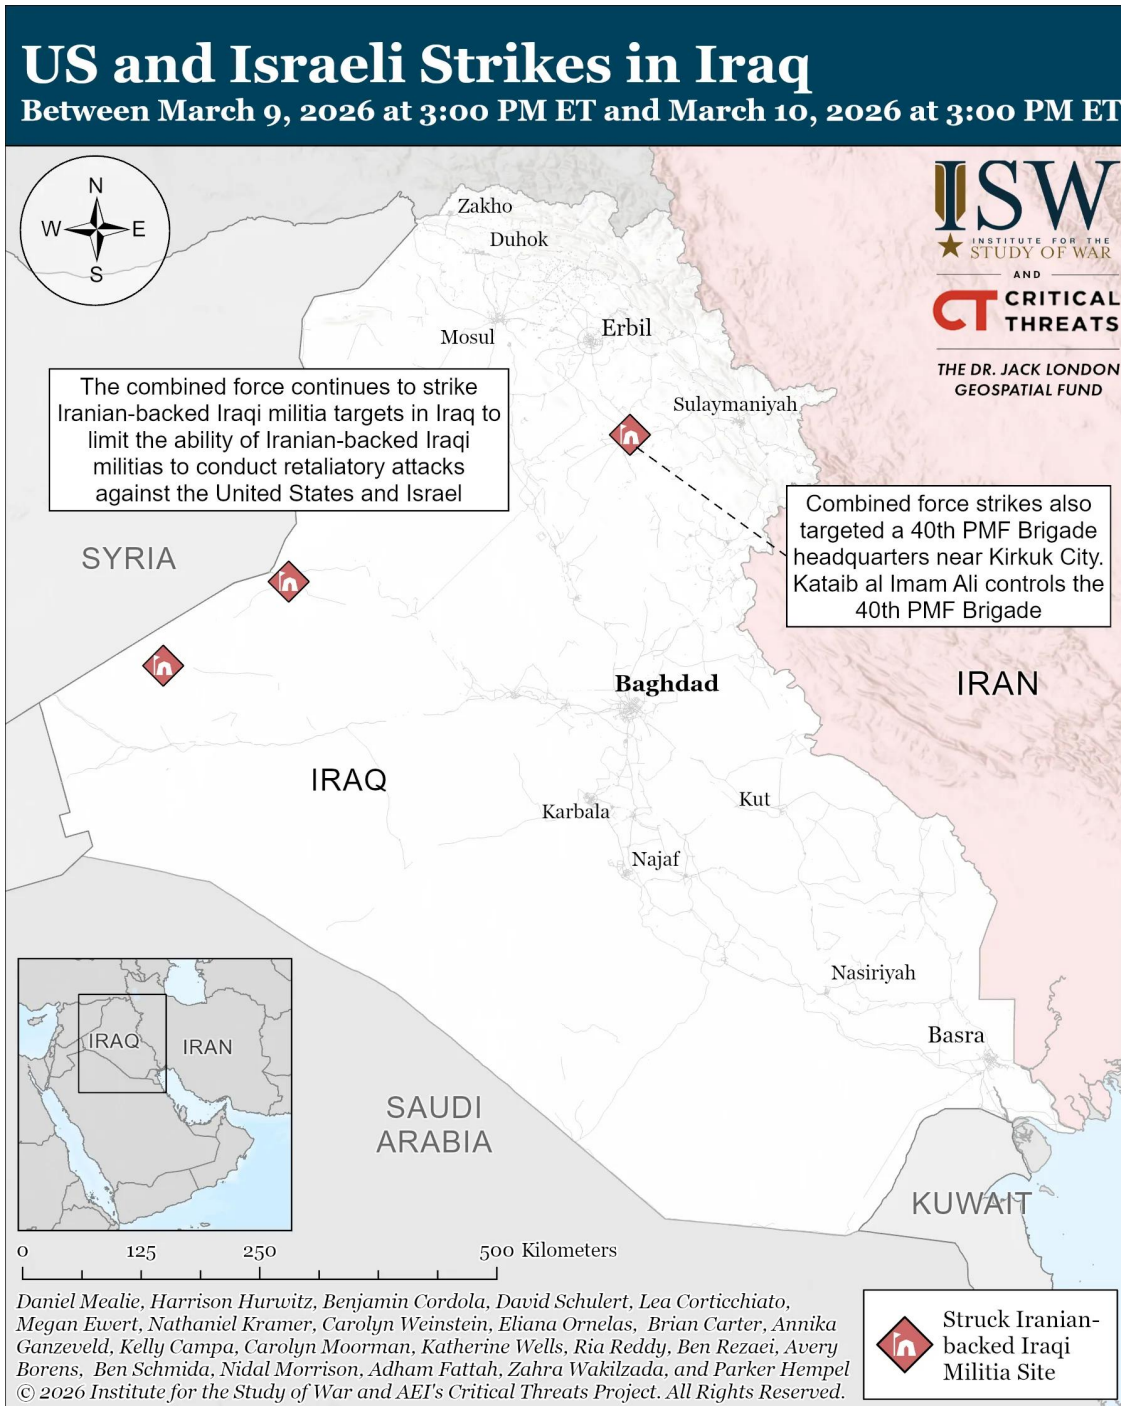 US and Israeli Strikes in Iraq
Between March 9, 2026 at 3:00 PM ET and March 10, 2026 at 3:00 PM ET
N
W
E
S
ISW
INSTITUTE FOR THE
STUDY OF WAR
AND
CT CRITICAL
THREATS
THE DR. JACK LONDON
GEOSPATIAL FUND
Zakho
Duhok
Mosul
Erbil
Sulaymaniyah
The combined force continues to strike
Iranian-backed Iraqi militia targets in Iraq to
limit the ability of Iranian-backed Iraqi
militias to conduct retaliatory attacks
against the United States and Israel
Combined force strikes also
targeted a 40th PMF Brigade
headquarters near Kirkuk City.
Kataib al Imam Ali controls the
40th PMF Brigade
SYRIA
Baghdad
IRAN
IRAQ
Karbala
Kut
Najaf
Nasiriyah
Basra
SAUDI
ARABIA
KUWAIT
IRAQ
IRAN
0 125 250 500 Kilometers
Daniel Mealie, Harrison Hurwitz, Benjamin Cordola, David Schulert, Lea Corticchiato,
Megan Ewert, Nathaniel Kramer, Carolyn Weinstein, Eliana Ornelas, Brian Carter, Annika
Ganzeveld, Kelly Campa, Carolyn Moorman, Katherine Wells, Ria Reddy, Ben Rezaei, Avery
Borens, Ben Schmida, Nidal Morrison, Adham Fattah, Zahra Wakilzada, and Parker Hempel
© 2026 Institute for the Study of War and AEI's Critical Threats Project. All Rights Reserved.
Struck Iranian-
backed Iraqi
Militia Site